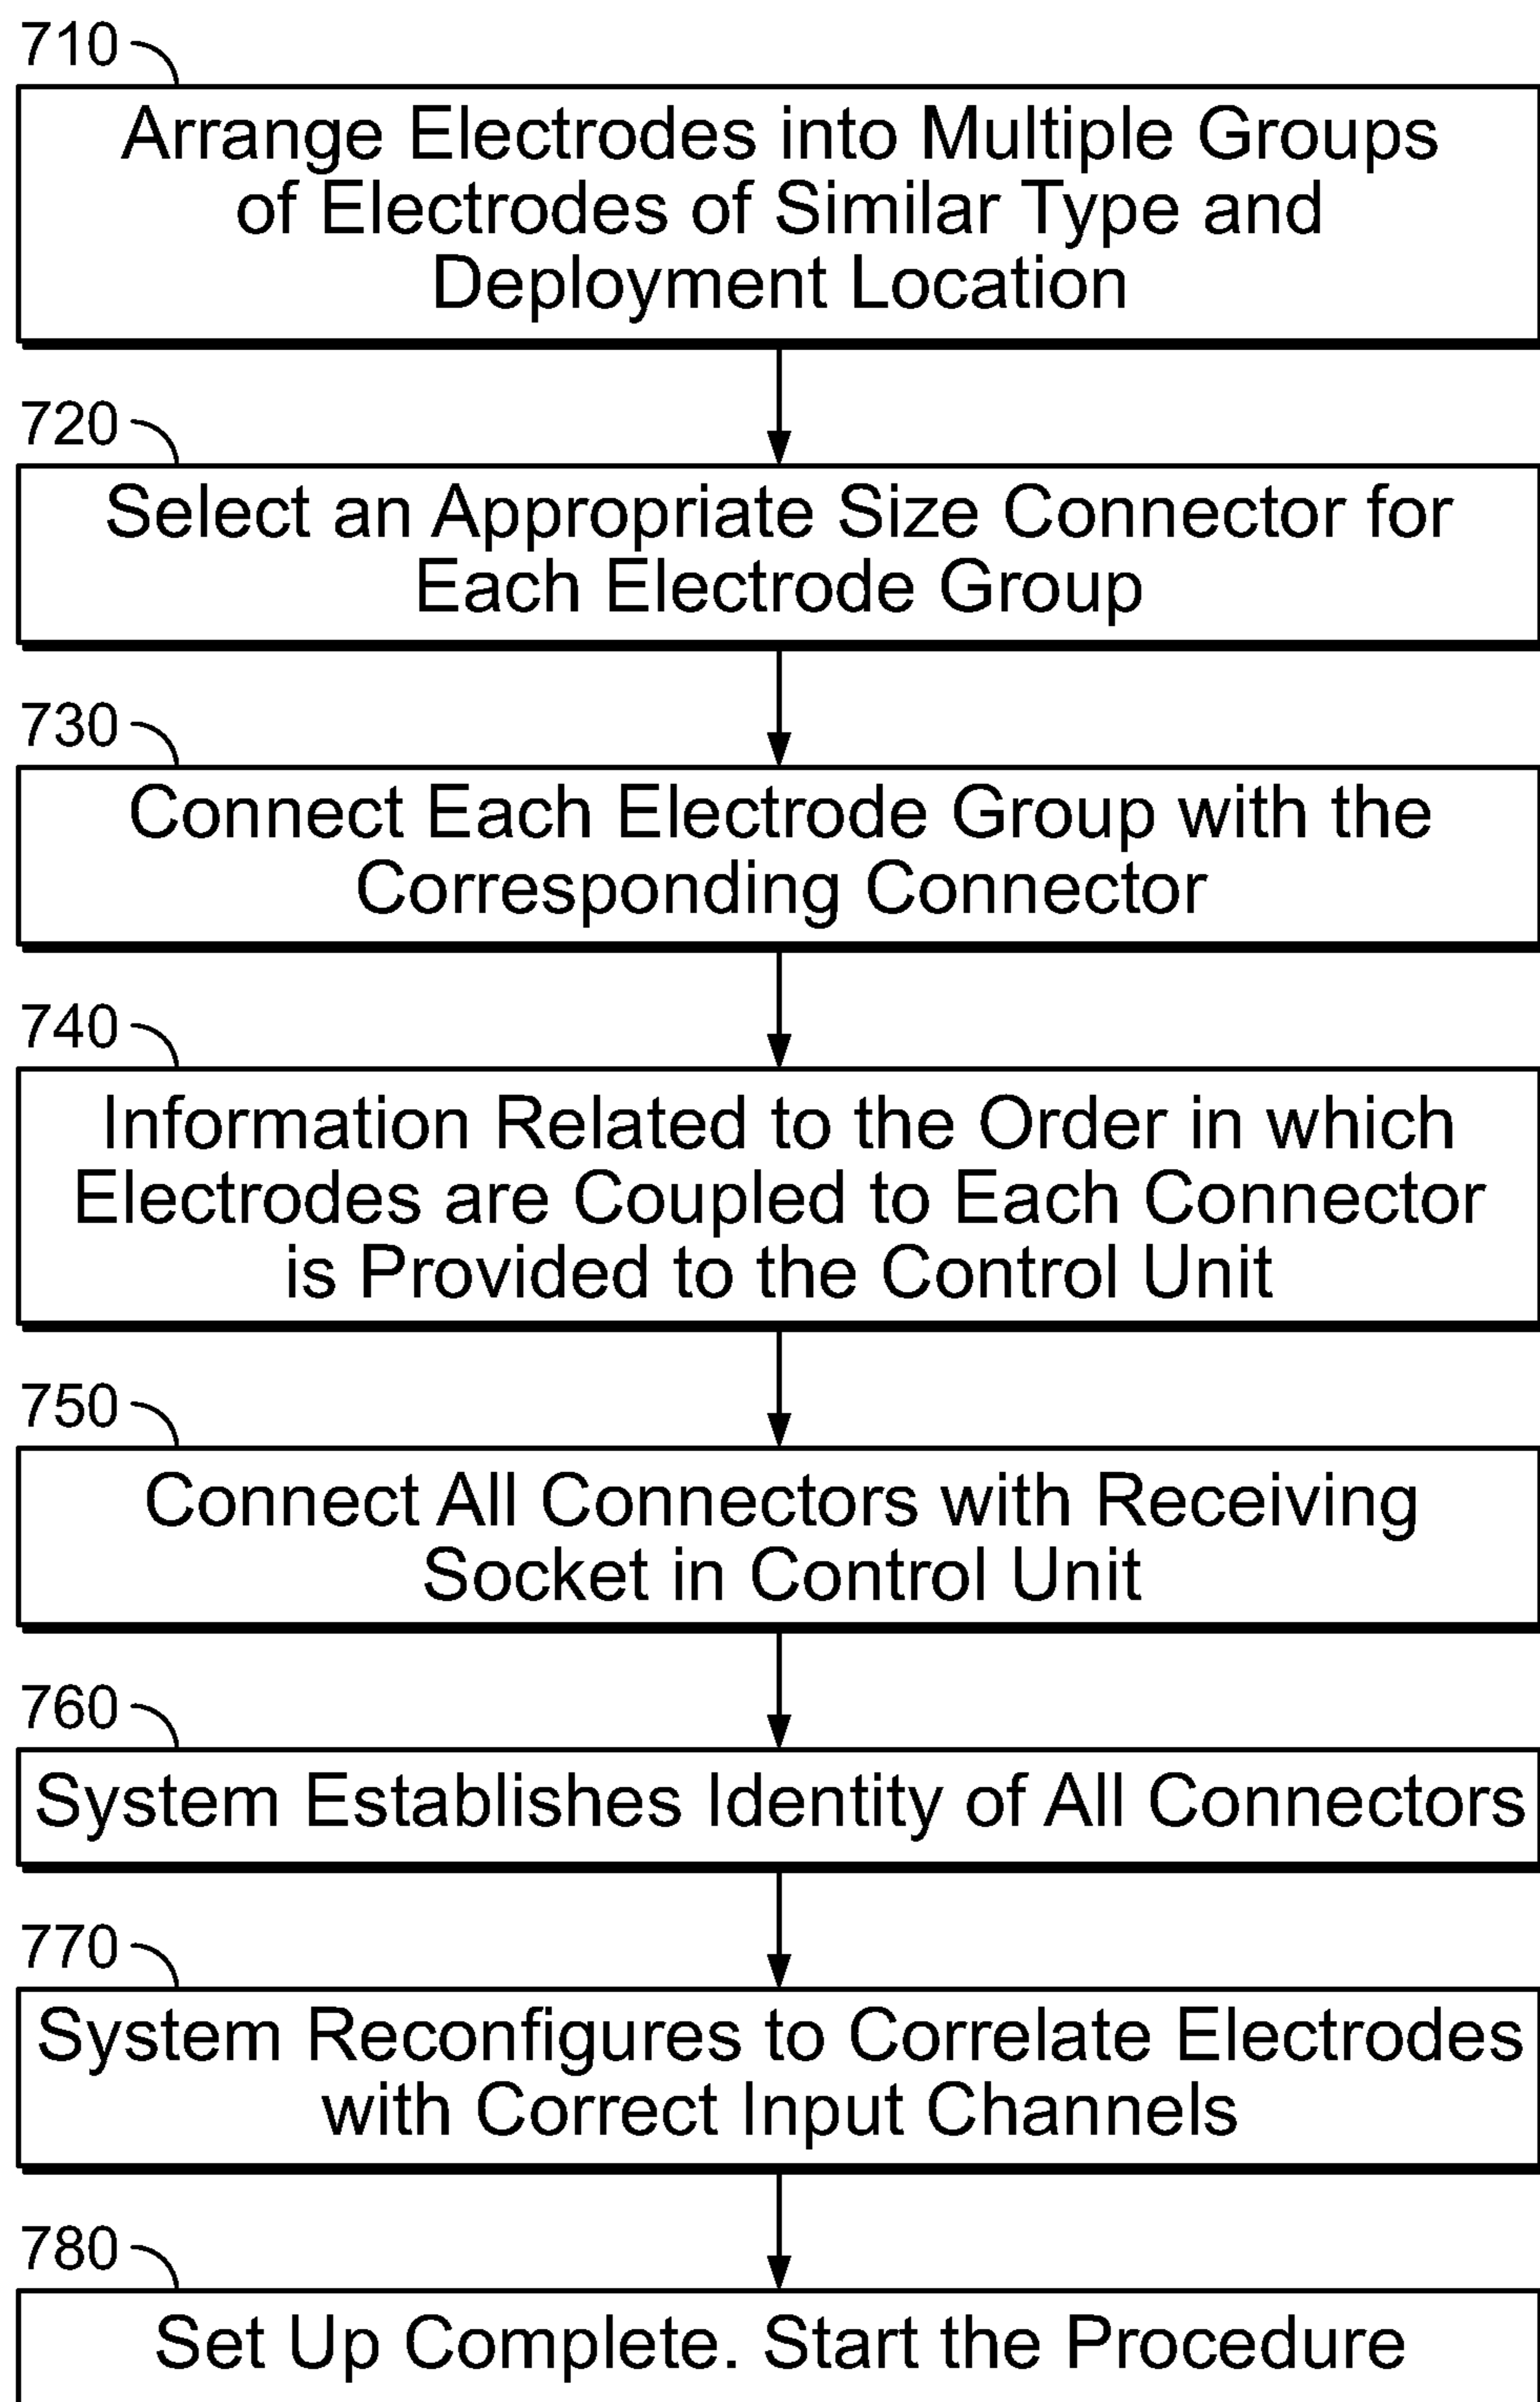 710
Arrange Electrodes into Multiple Groups
of Electrodes of Similar Type and
Deployment Location
720
Select an Appropriate Size Connector for
Each Electrode Group
730
Connect Each Electrode Group with the
Corresponding Connector
740
Information Related to the Order in which
Electrodes are Coupled to Each Connector
is Provided to the Control Unit
750
Connect All Connectors with Receiving
Socket in Control Unit
760
System Establishes Identity of All Connectors
770
System Reconfigures to Correlate Electrodes
with Correct Input Channels
780
Set Up Complete. Start the Procedure